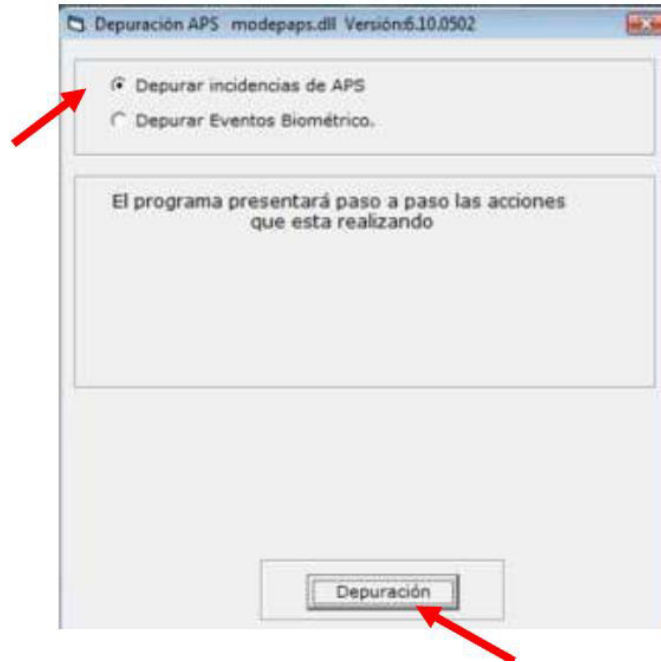 Depuración APS modepaps.dll Versión:6.10.0502
Depurar incidencias de APS
Depurar Eventos Biométrico.
El programa presentará paso a paso las acciones
que esta realizando
Depuración